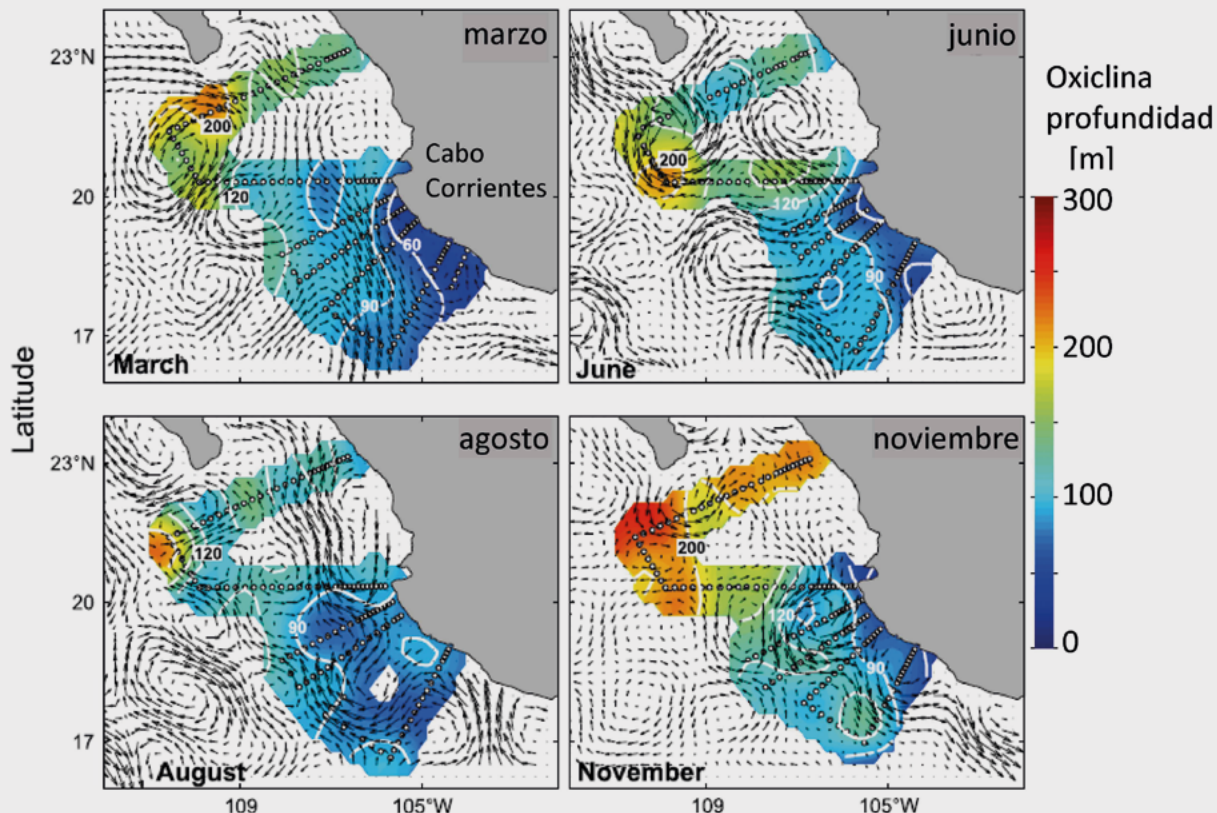 marzo
junio
23°N
200
Cabo
Corrientes
20
120
60
90
17
March
200
120
90
June
Oxiclina
profundidad
[m]
300
200
100
0
Latitude
agosto
noviembre
23°N
120
20
90
17
August
200
120
90
November
109
105°W
109
105°W